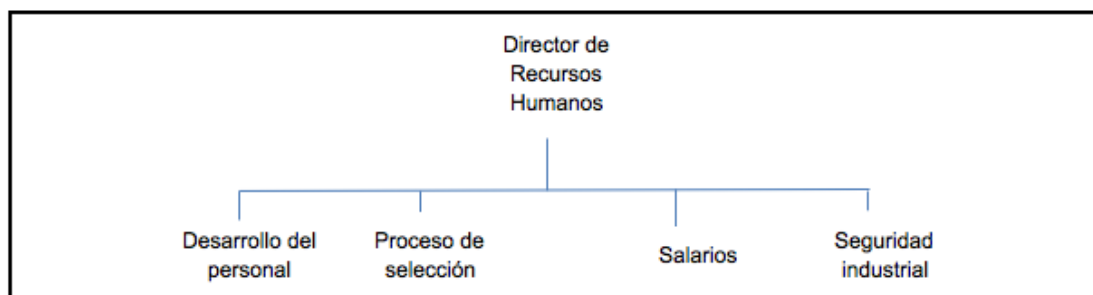 Director de
Recursos
Humanos
Desarrollo del
personal
Proceso de
selección
Salarios
Seguridad
industrial